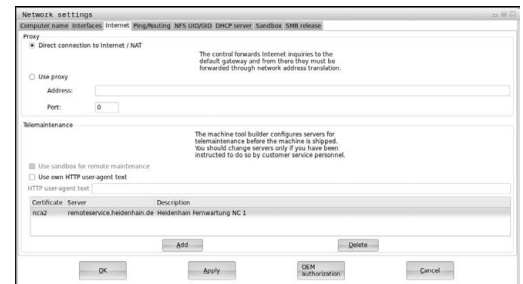 Network settings
Computer name Interfaces Internet Ping/Routing NFS UID/GID DHCP server Sandbox SMB release
Proxy
Direct connection to Internet / NAT
The control forwards Internet inquiries to the
default gateway and from there they must be
forwarded through network address translation.
Use proxy
Address:
Port: 0
Telemaintenance
The machine tool builder configures servers for
telemaintenance before the machine is shipped.
You should change servers only if you have been
instructed to do so by customer service personnel.
Use sandbox for remote maintenance
Use own HTTP user-agent text
HTTP user-agent text
Certificate Server Description
nca2 remoteservice.heidenhain.de Heidenhain Fernwartung NC 1
Add Delete
OK Apply OEM authorization Cancel